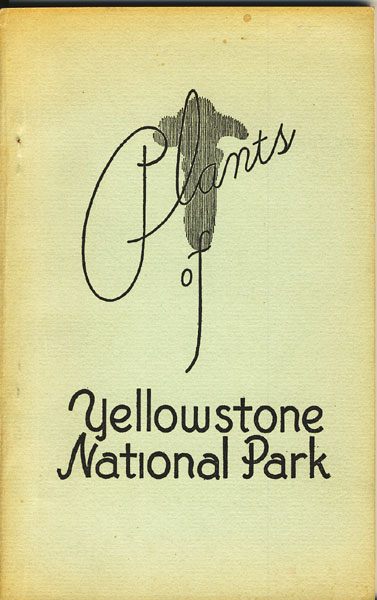 Plants
of
Yellowstone
National Park